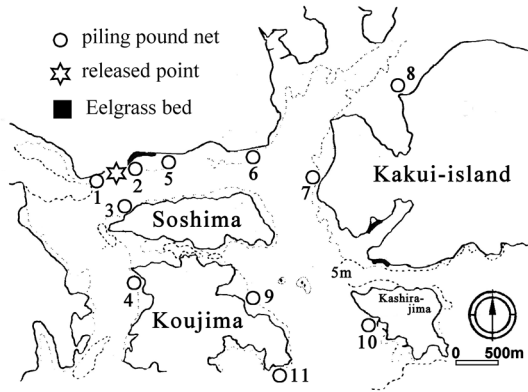 piling pound net
released point
Eelgrass bed
8
1
2
5
6
7
Kakui-island
3
Soshima
5m
4
9
Kashira-
jima
Koujima
10
11
0 500m